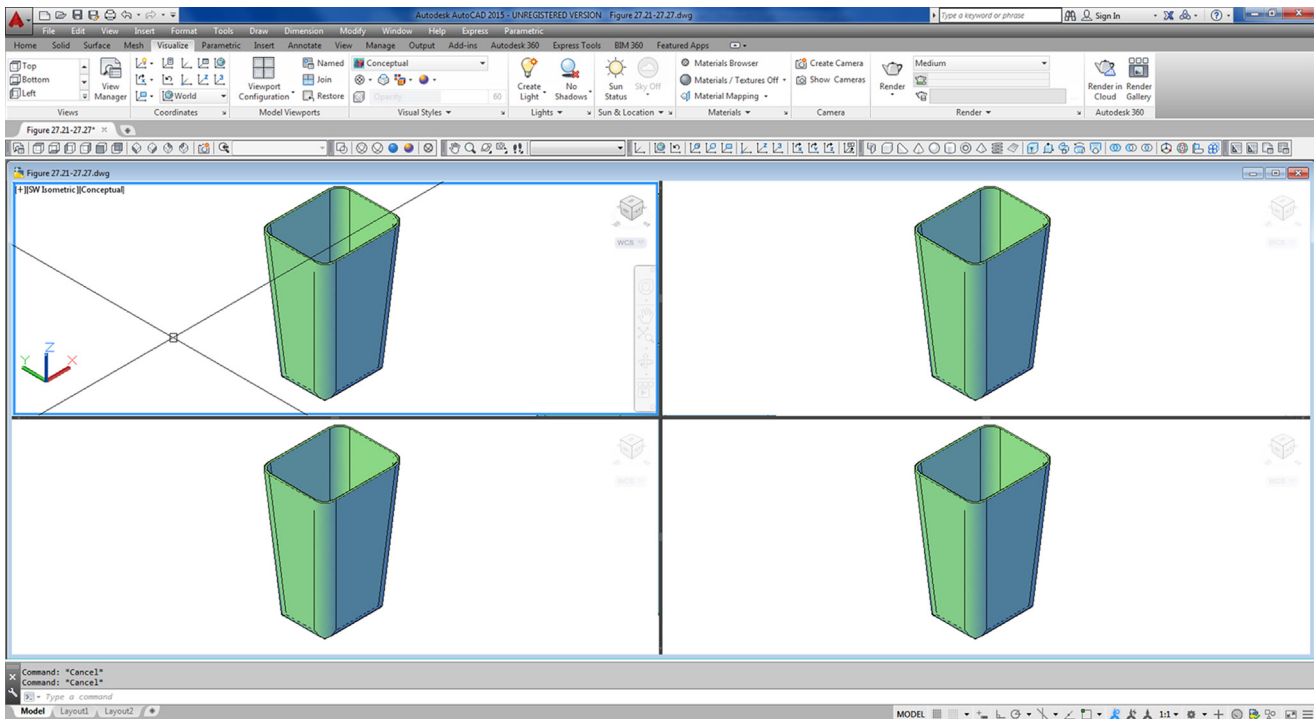 Autodesk AutoCAD 2015 - UNREGISTERED VERSION Figure 27.21-27.27.dwg
Type a keyword or phrase
Sign In
File Edit View Insert Format Tools Draw Dimension Modify Window Help Express Parametric
Home Solid Surface Mesh Visualize Parametric Insert Annotate View Manage Output Add-ins Autodesk 360 Express Tools BIM 360 Featured Apps
Top
Bottom
Left
View
Manager
World
Viewport
Configuration
Named
Join
Restore
Conceptual
Opacity 60
Create
Light
No
Shadows
Sun
Status
Sky Off
Materials Browser
Materials / Textures Off
Material Mapping
Create Camera
Show Cameras
Render
Medium
Render in
Cloud
Render
Gallery
Views Coordinates Model Viewports Visual Styles Lights Sun & Location Materials Camera Render Autodesk 360
Figure 27.21-27.27*
Figure 27.21-27.27.dwg
[+][SW Isometric][Conceptual]
WCS
WCS
Z
Y
X
WCS
WCS
Command: *Cancel*
Command: *Cancel*
Type a command
Model Layout1 Layout2
MODEL
1:1